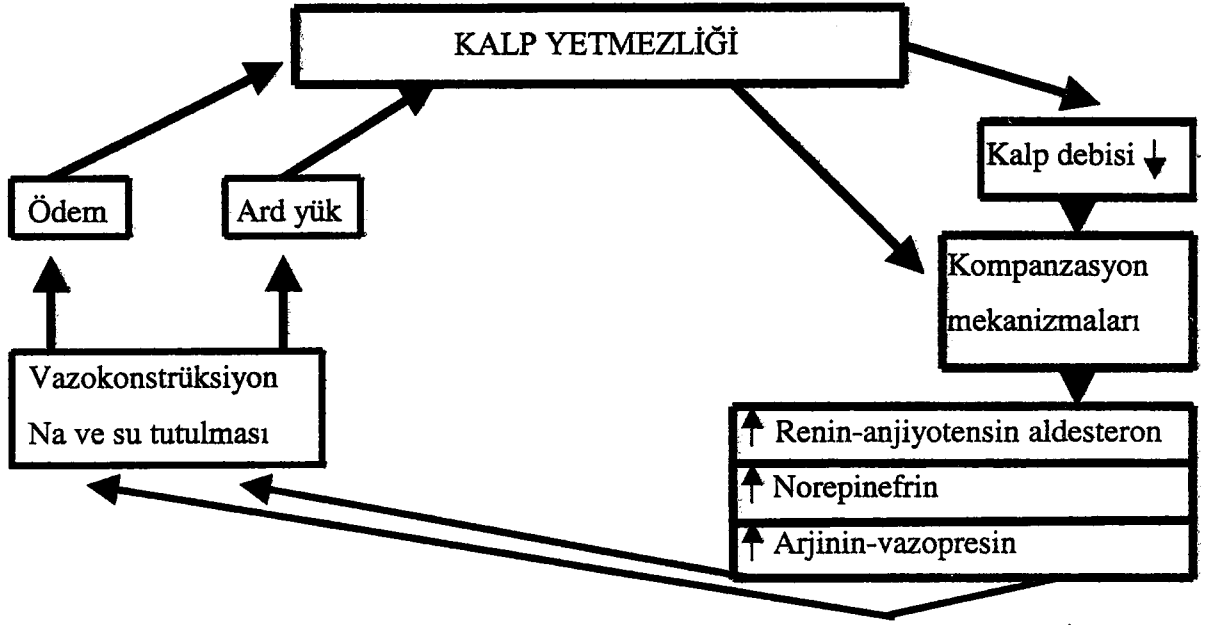 KALP YETMEZLİĞİ
Kalp debisi ↓
Ödem
Ard yük
Kompanzasyon
mekanizmaları
Vazokonstrüksiyon
Na ve su tutulması
↑ Renin-anjiyotensin aldesteron
↑ Norepinefrin
↑ Arjinin-vazopresin